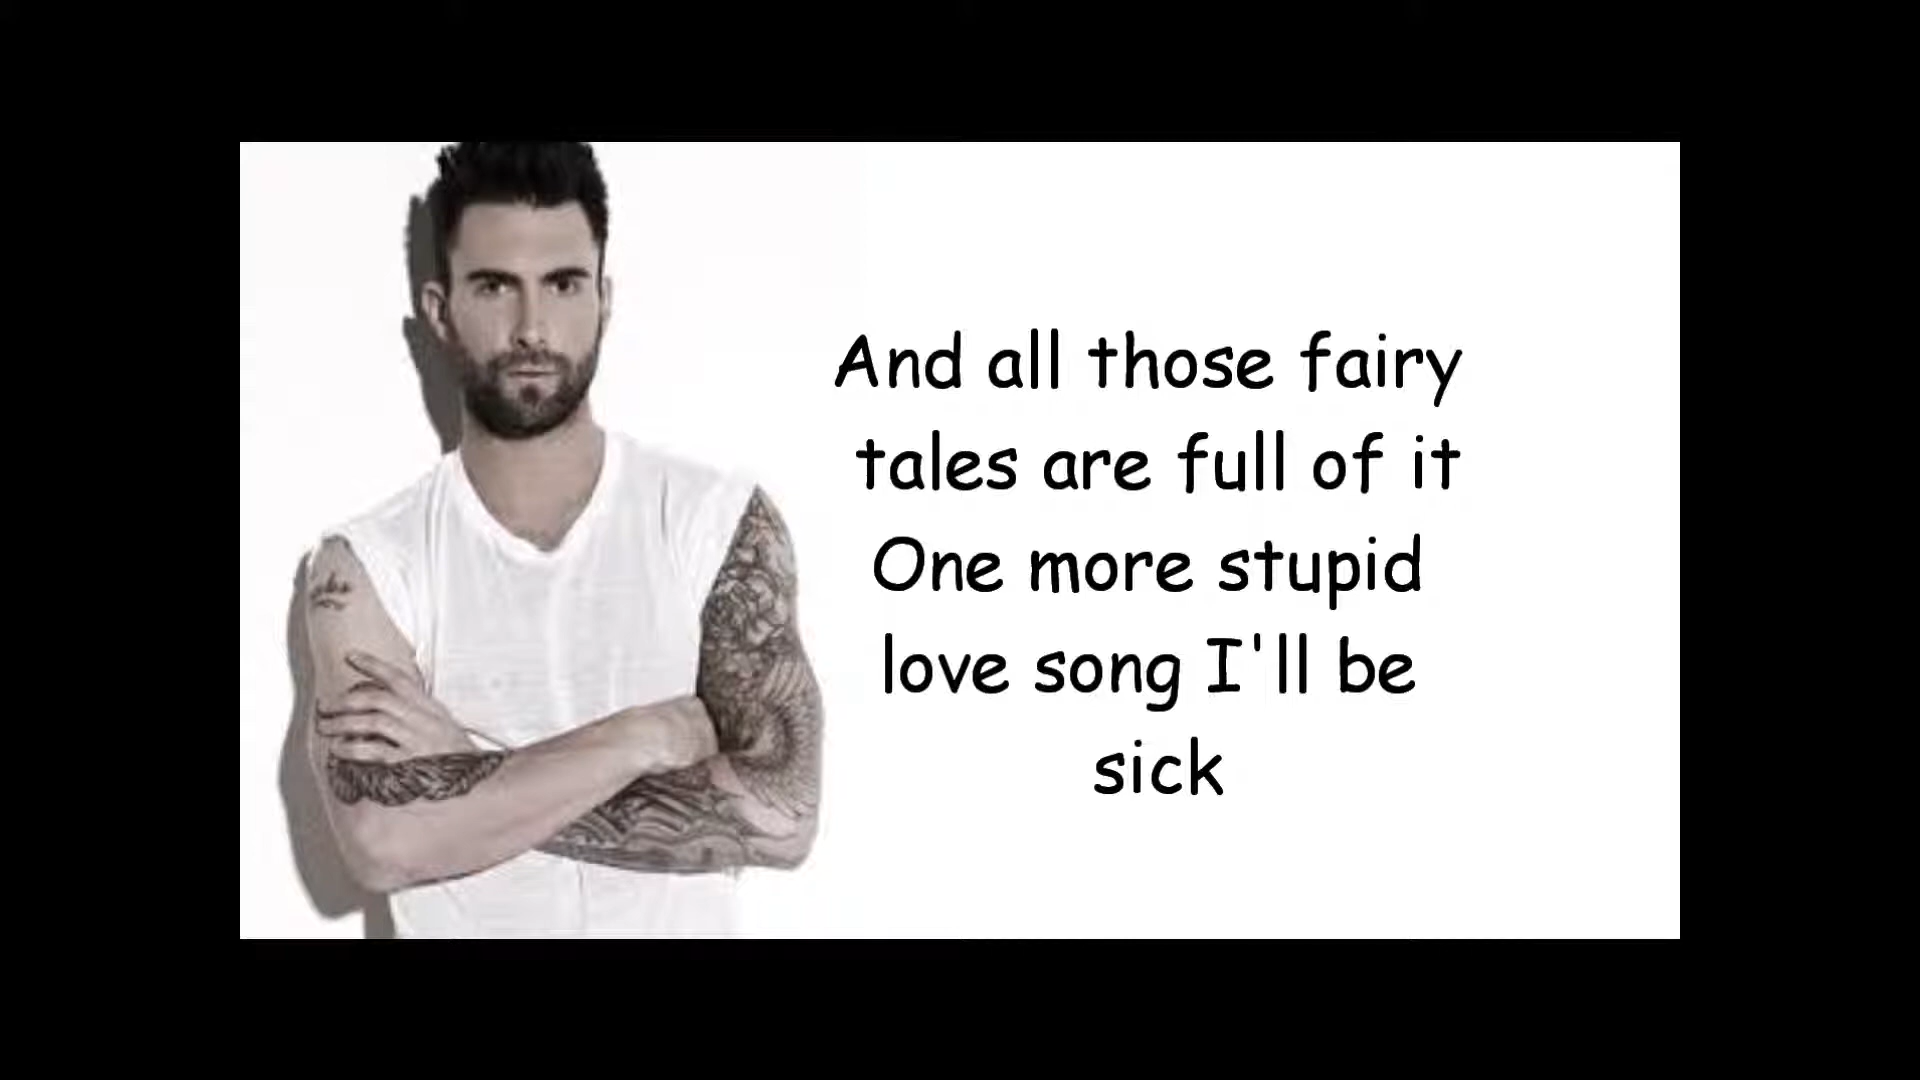 And all those fairy
tales are full of it
One more stupid
love song I'll be
sick